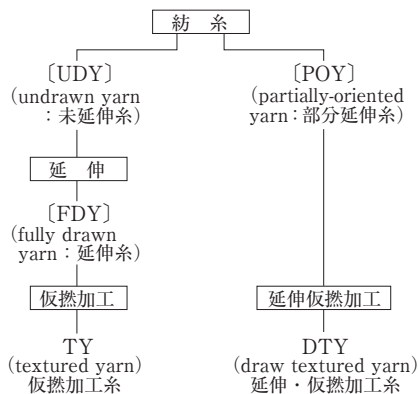 紡 糸
〔UDY〕
(undrawn yarn
：未延伸糸)
延 伸
〔FDY〕
(fully drawn
yarn：延伸糸)
仮撚加工
TY
(textured yarn)
仮撚加工糸
〔POY〕
(partially-oriented
yarn：部分延伸糸)
延伸仮撚加工
DTY
(draw textured yarn)
延伸・仮撚加工糸